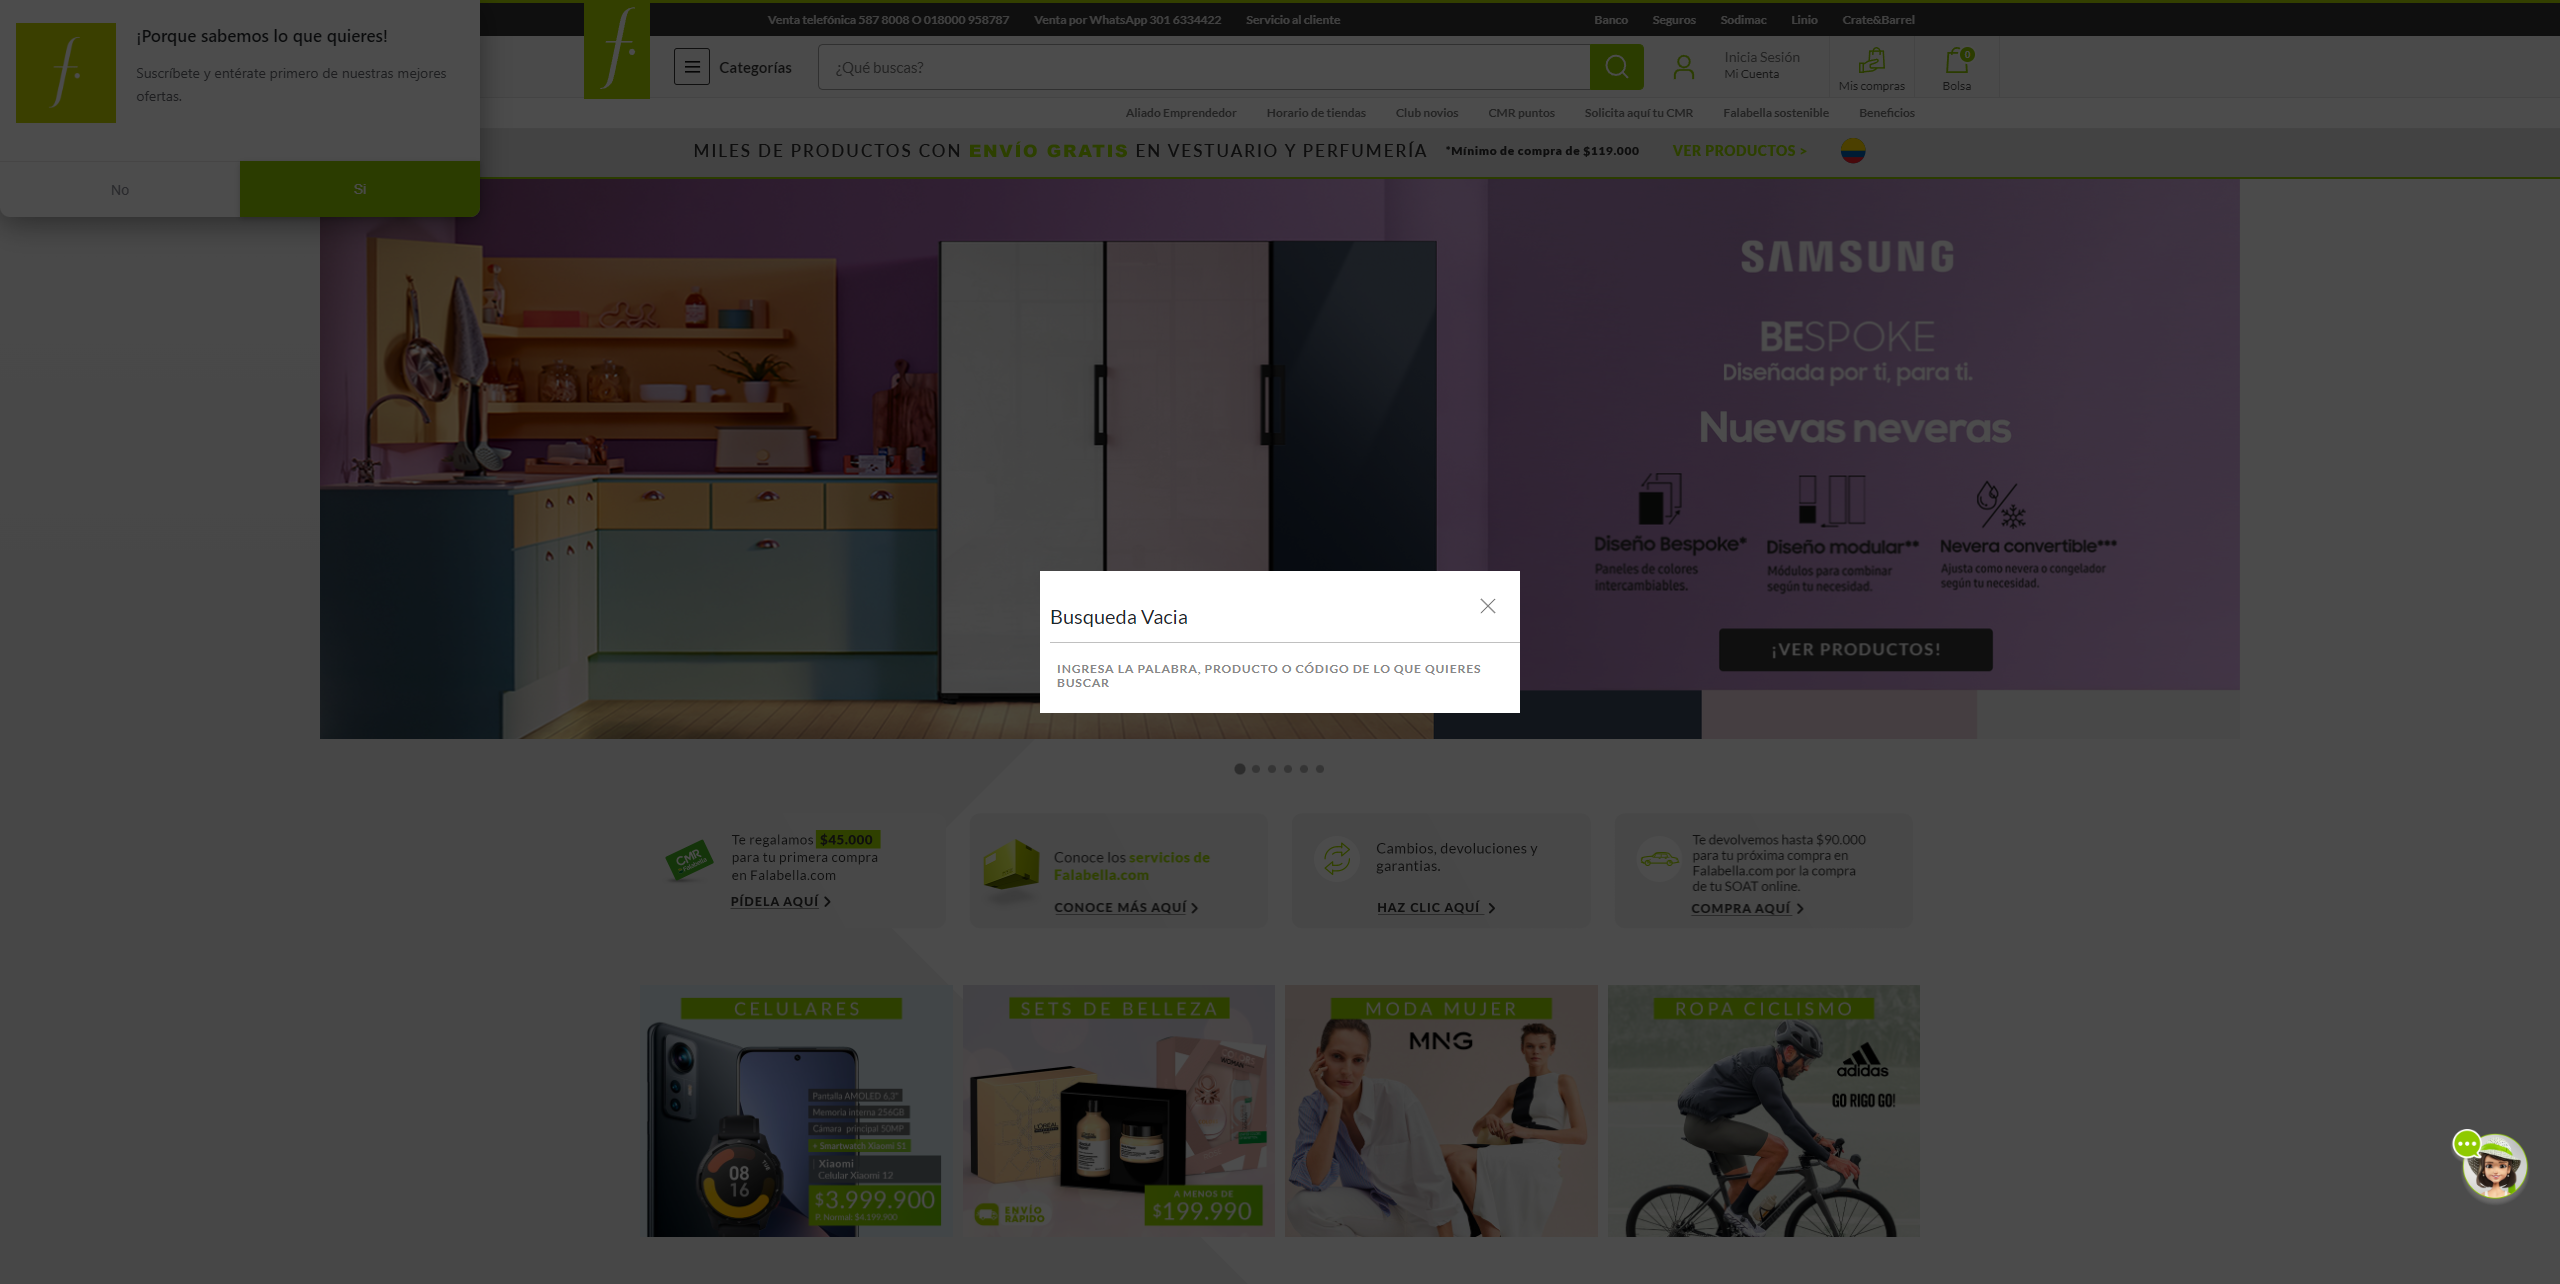 ¡Porque sabemos lo que quieres!
Suscríbete y entérate primero de nuestras mejores
ofertas.
No
Si
Venta telefónica 587 8008 O 018000 958787
Venta por WhatsApp 301 6334422
Servicio al cliente
Banco
Seguros
Sodimac
Linio
Crate&Barrel
f.
Categorías
¿Qué buscas?
Inicia Sesión
Mi Cuenta
Mis compras
0
Bolsa
Aliado Emprendedor
Horario de tiendas
Club novios
CMR puntos
Solicita aquí tu CMR
Falabella sostenible
Beneficios
MILES DE PRODUCTOS CON ENVÍO GRATIS EN VESTUARIO Y PERFUMERÍA
*Mínimo de compra de $119.000
VER PRODUCTOS >
SAMSUNG
BESPOKE
Diseñada por ti, para ti.
Nuevas neveras
Diseño Bespoke*
Paneles de colores
intercambiables.
Diseño modular**
Módulos para combinar
según tu necesidad.
Nevera convertible***
Ajusta como nevera o congelador
según tu necesidad.
¡VER PRODUCTOS!
Busqueda Vacia
INGRESA LA PALABRA, PRODUCTO O CÓDIGO DE LO QUE QUIERES
BUSCAR
CMR
Te regalamos $45.000
para tu primera compra
en Falabella.com
PÍDELA AQUÍ >
Conoce los servicios de
Falabella.com
CONOCE MÁS AQUÍ >
Cambios, devoluciones y
garantias.
HAZ CLIC AQUÍ >
Te devolvemos hasta $90.000
para tu próxima compra en
Falabella.com por la compra
de tu SOAT online.
COMPRA AQUÍ >
CELULARES
Pantalla AMOLED 6,3"
Memoria interna 256GB
Cámara principal 50MP
+ Smartwatch Xiaomi S1
Xiaomi
Celular Xiaomi 12
$3.999.900
P. Normal: $4.199.900
08
16
TUE
SETS DE BELLEZA
WOMAN
L'ORÉAL
ENVÍO
RÁPIDO
A MENOS DE
$199.990
MODA MUJER
MNG
ROPA CICLISMO
adidas
GO RIGO GO!